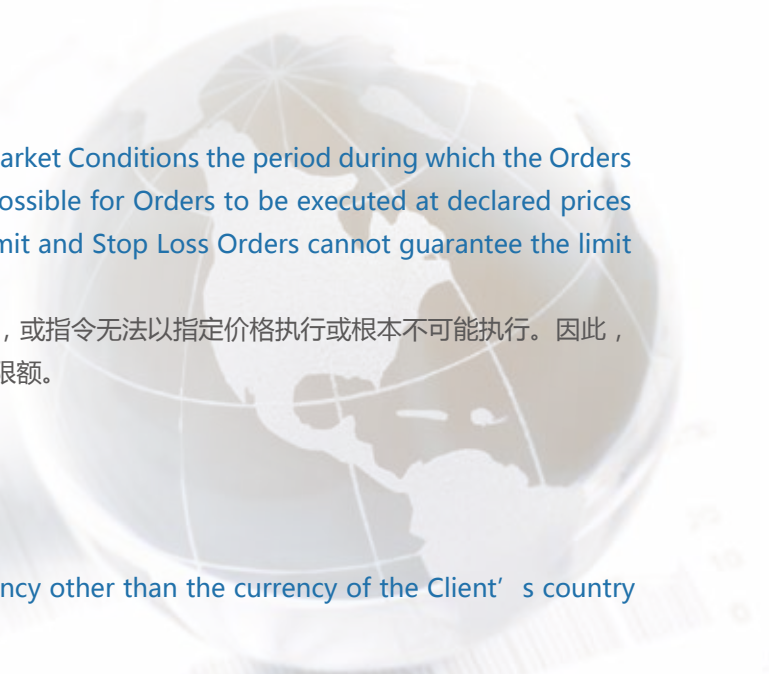 arket Conditions the period during which the Orders
ossible for Orders to be executed at declared prices
mit and Stop Loss Orders cannot guarantee the limit
，或指令无法以指定价格执行或根本不可能执行。因此，
限额。
ncy other than the currency of the Client’s country